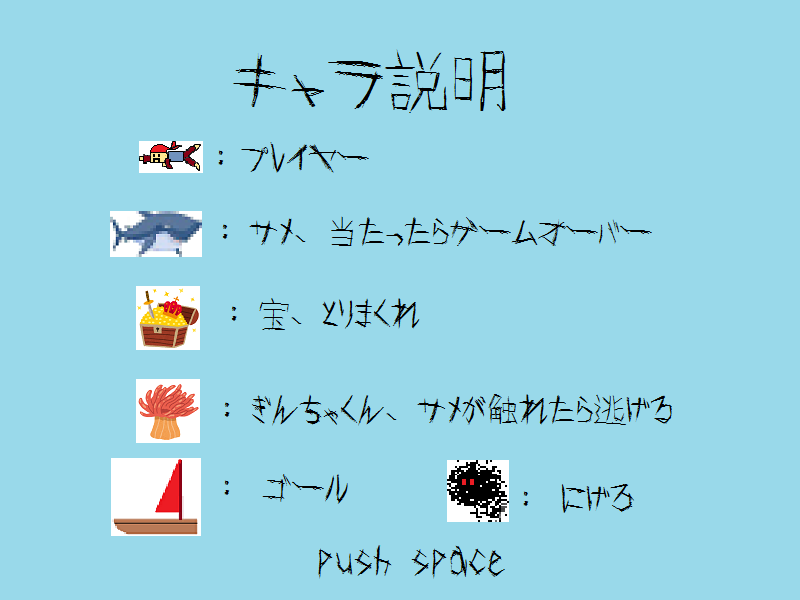 キャラ説明
：プレイヤー
：サメ、当たったらゲームオーバー
：宝、とりまくれ
：ぎんちゃくん、サメが触れたら逃げる
：ゴール
：にげろ
push space